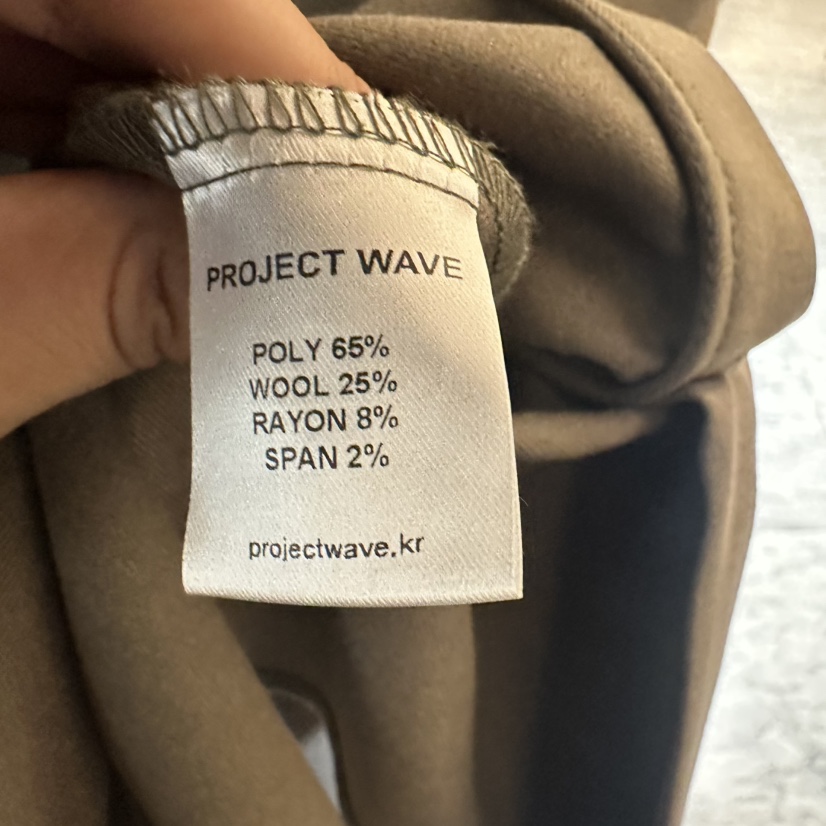 PROJECT WAVE
POLY 65%
WOOL 25%
RAYON 8%
SPAN 2%
projectwave.kr